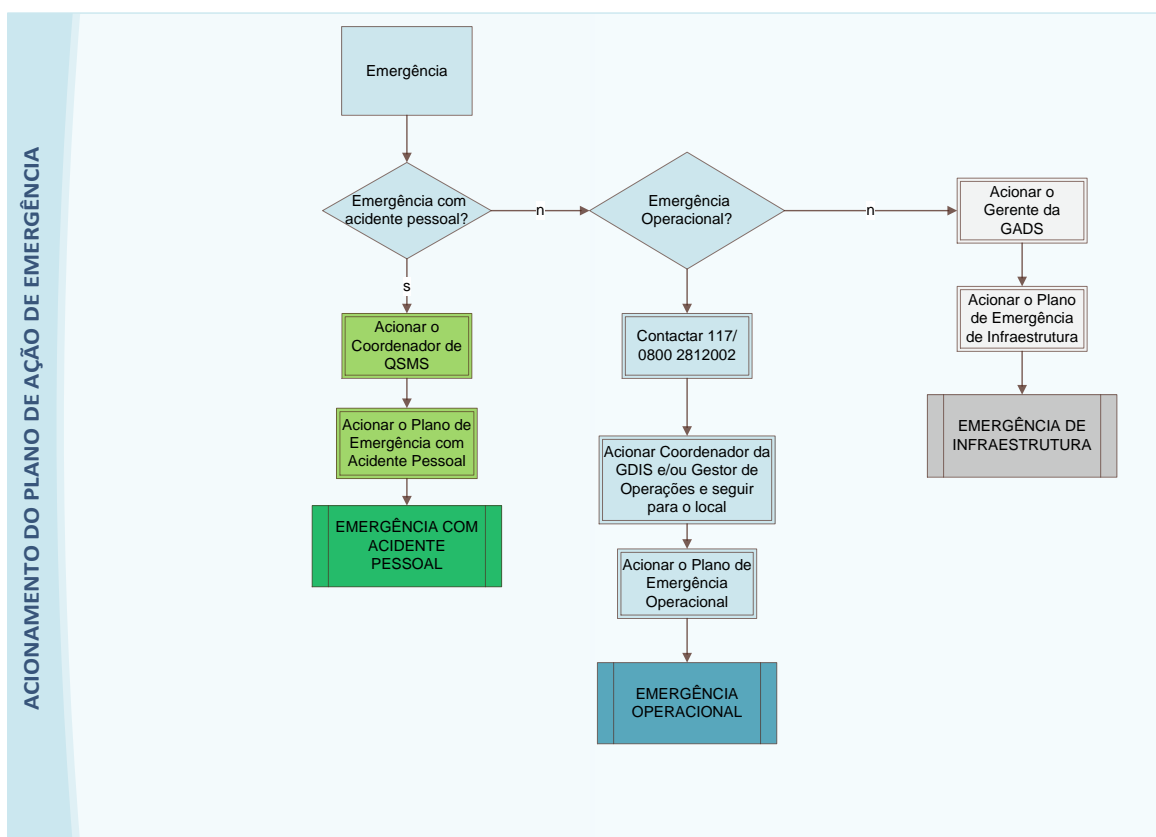 ACIONAMENTO DO PLANO DE AÇÃO DE EMERGÊNCIA
Emergência
Emergência com
acidente pessoal?
n
Emergência
Operacional?
n
Acionar o
Gerente da
GADS
s
Acionar o Plano
de Emergência
de Infraestrutura
Acionar o
Coordenador de
QSMS
Contactar 117/
0800 2812002
Acionar o Plano de
Emergência com
Acidente Pessoal
EMERGÊNCIA DE
INFRAESTRUTURA
Acionar Coordenador da
GDIS e/ou Gestor de
Operações e seguir
para o local
EMERGÊNCIA COM
ACIDENTE
PESSOAL
Acionar o Plano de
Emergência
Operacional
EMERGÊNCIA
OPERACIONAL